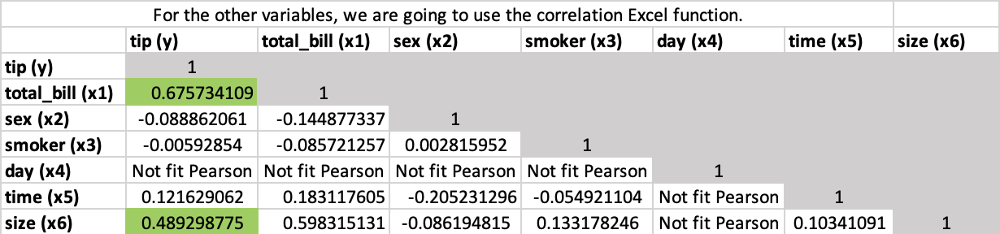 For the other variables, we are going to use the correlation Excel function.
tip (y) total_bill (x1) sex (x2) smoker (x3) day (x4) time (x5) size (x6)
tip (y) 1
total_bill (x1) 0.675734109 1
sex (x2) -0.088862061 -0.144877337 1
smoker (x3) -0.00592854 -0.085721257 0.002815952 1
day (x4) Not fit Pearson Not fit Pearson Not fit Pearson Not fit Pearson 1
time (x5) 0.121629062 0.183117605 -0.205231296 -0.054921104 Not fit Pearson 1
size (x6) 0.489298775 0.598315131 -0.086194815 0.133178246 Not fit Pearson 0.10341091 1